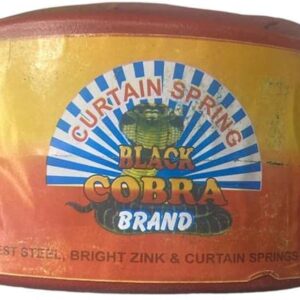 CURTAIN SPRING
BLACK
COBRA
BRAND
EST STEEL, BRIGHT ZINK & CURTAIN SPRINGS